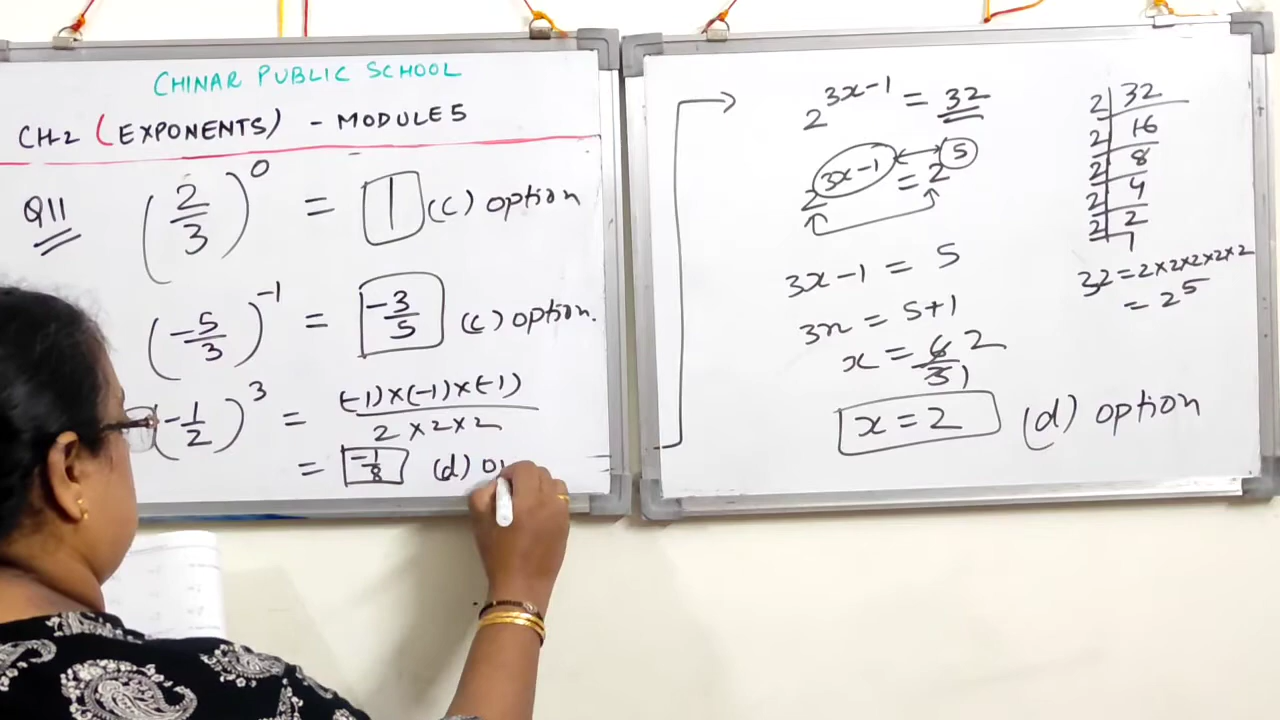 CHINAR PUBLIC SCHOOL
CH-2 (EXPONENTS) - MODULE 5
Q11 (2/3)^0 = 1 (c) option
(-5/3)^-1 = -3/5 (c) option.
(-1/2)^3 = (-1)×(-1)×(-1) / 2×2×2
= -1/8 (d)
2^3x-1 = 32
2^3x-1 = 2^5
3x-1 = 5
3x = 5+1
x = 6/3 2 1
x = 2 (d) option
2 | 32
2 | 16
2 | 8
2 | 4
2 | 2
1
32 = 2×2×2×2×2
= 2^5